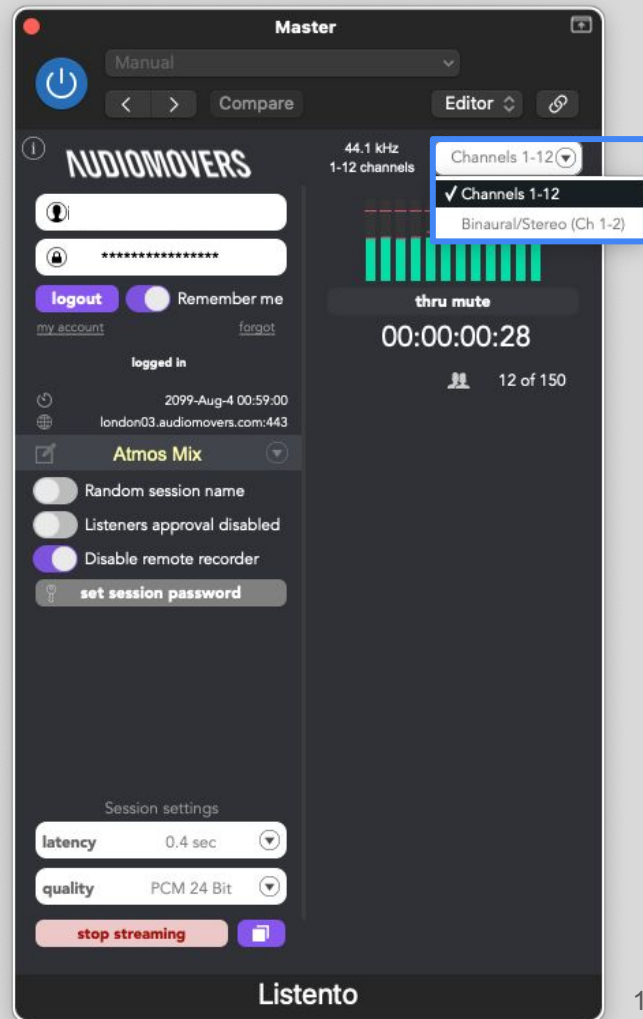 Master
Manual
Compare
Editor
AUDIOMOVERS
44.1 kHz
1-12 channels
Channels 1-12
✓ Channels 1-12
Binaural/Stereo (Ch 1-2)
****************
logout
Remember me
my account
forgot
logged in
2099-Aug-4 00:59:00
london03.audiomovers.com:443
Atmos Mix
Random session name
Listeners approval disabled
Disable remote recorder
set session password
thru mute
00:00:00:28
12 of 150
Session settings
latency 0.4 sec
quality PCM 24 Bit
stop streaming
Listento
1